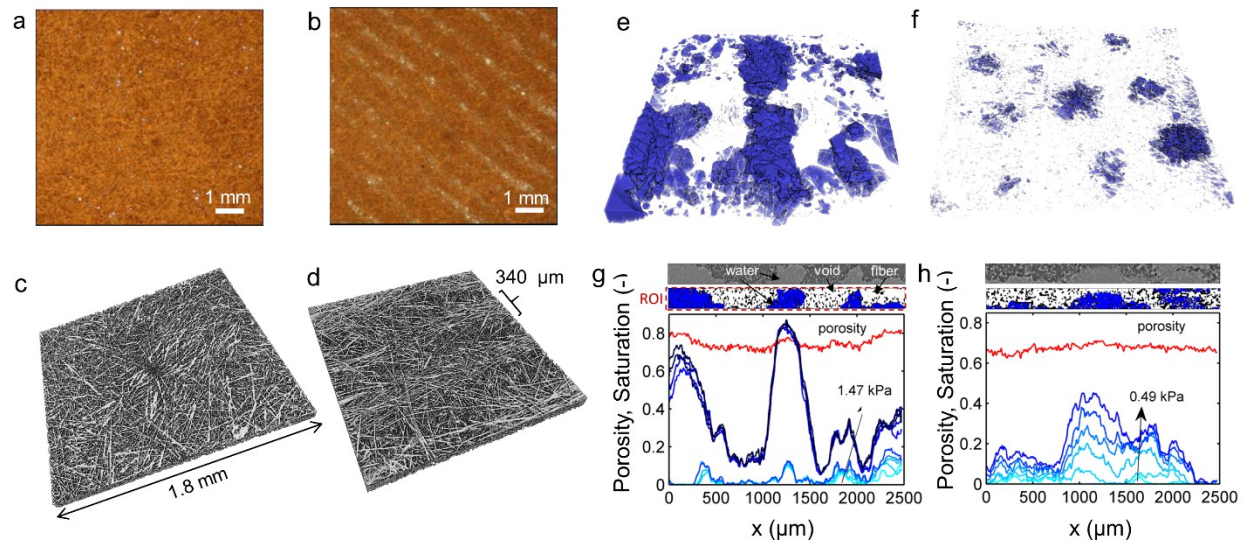 a
b
e
f
1 mm
1 mm
c
d
340 µm
1.8 mm
g
water
void
fiber
ROI
h
Porosity, Saturation (-)
0.8
0.6
0.4
0.2
0
porosity
1.47 kPa
0 500 1000 1500 2000 2500
x (µm)
Porosity, Saturation (-)
0.8
0.6
0.4
0.2
0
porosity
0.49 kPa
0 500 1000 1500 2000 2500
x (µm)